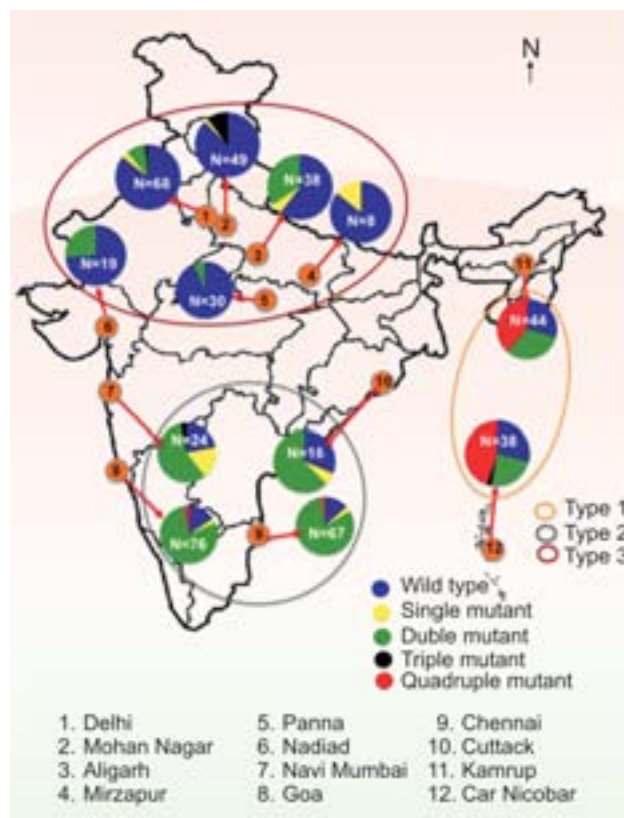 N
N=49
N=68
N=38
N=8
N=19
N=30
1
2
3
4
5
6
7
8
9
10
11
12
N=44
N=38
N=24
N=18
N=76
N=67
Type 1
Type 2
Type 3
Wild type
Single mutant
Duble mutant
Triple mutant
Quadruple mutant
1. Delhi
2. Mohan Nagar
3. Aligarh
4. Mirzapur
5. Panna
6. Nadiad
7. Navi Mumbai
8. Goa
9. Chennai
10. Cuttack
11. Kamrup
12. Car Nicobar